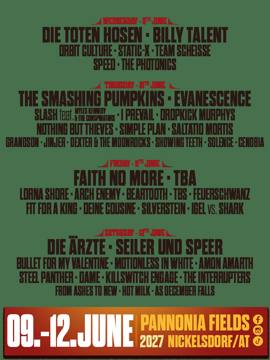 WEDNESDAY - 9TH JUNE
DIE TOTEN HOSEN · BILLY TALENT
ORBIT CULTURE · STATIC-X · TEAM SCHEISSE
SPEED · THE PHOTONICS
THURSDAY - 10TH JUNE
THE SMASHING PUMPKINS · EVANESCENCE
SLASH feat. MYLES KENNEDY & THE CONSPIRATORS · I PREVAIL · DROPKICK MURPHYS
NOTHING BUT THIEVES · SIMPLE PLAN · SALTATIO MORTIS
GRANDSON · JINJER · DEXTER & THE MOONROCKS · SHOWING TEETH · SOLENCE · CENOBIA
FRIDAY - 11TH JUNE
FAITH NO MORE · TBA
LORNA SHORE · ARCH ENEMY · BEARTOOTH · TBS · FEUERSCHWANZ
FIT FOR A KING · DEINE COUSINE · SILVERSTEIN · IGEL VS. SHARK
SATURDAY - 12TH JUNE
DIE ÄRZTE · SEILER UND SPEER
BULLET FOR MY VALENTINE · MOTIONLESS IN WHITE · AMON AMARTH
STEEL PANTHER · DAME · KILLSWITCH ENGAGE · THE INTERRUPTERS
FROM ASHES TO NEW · HOT MILK · AS DECEMBER FALLS
09.-12.JUNE
PANNONIA FIELDS
2027 NICKELSDORF/AT